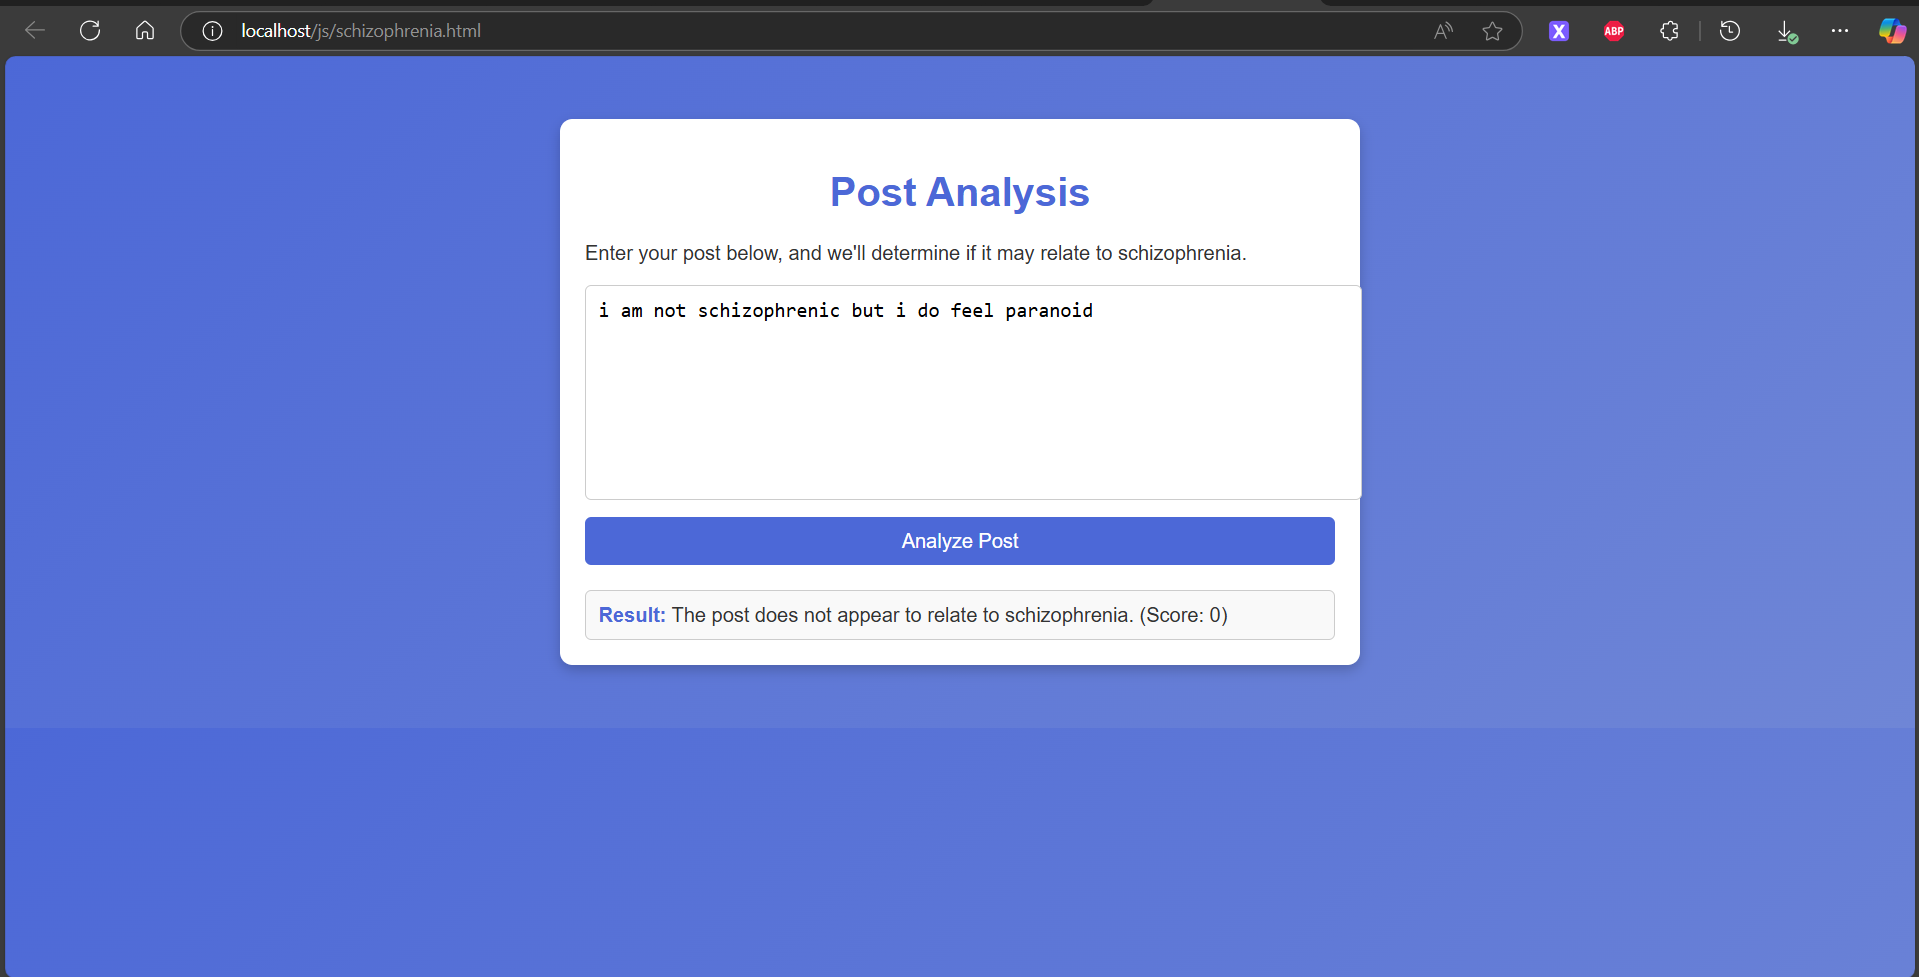 localhost/js/schizophrenia.html
A
X
ABP
Post Analysis
Enter your post below, and we'll determine if it may relate to schizophrenia.
i am not schizophrenic but i do feel paranoid
Analyze Post
Result: The post does not appear to relate to schizophrenia. (Score: 0)